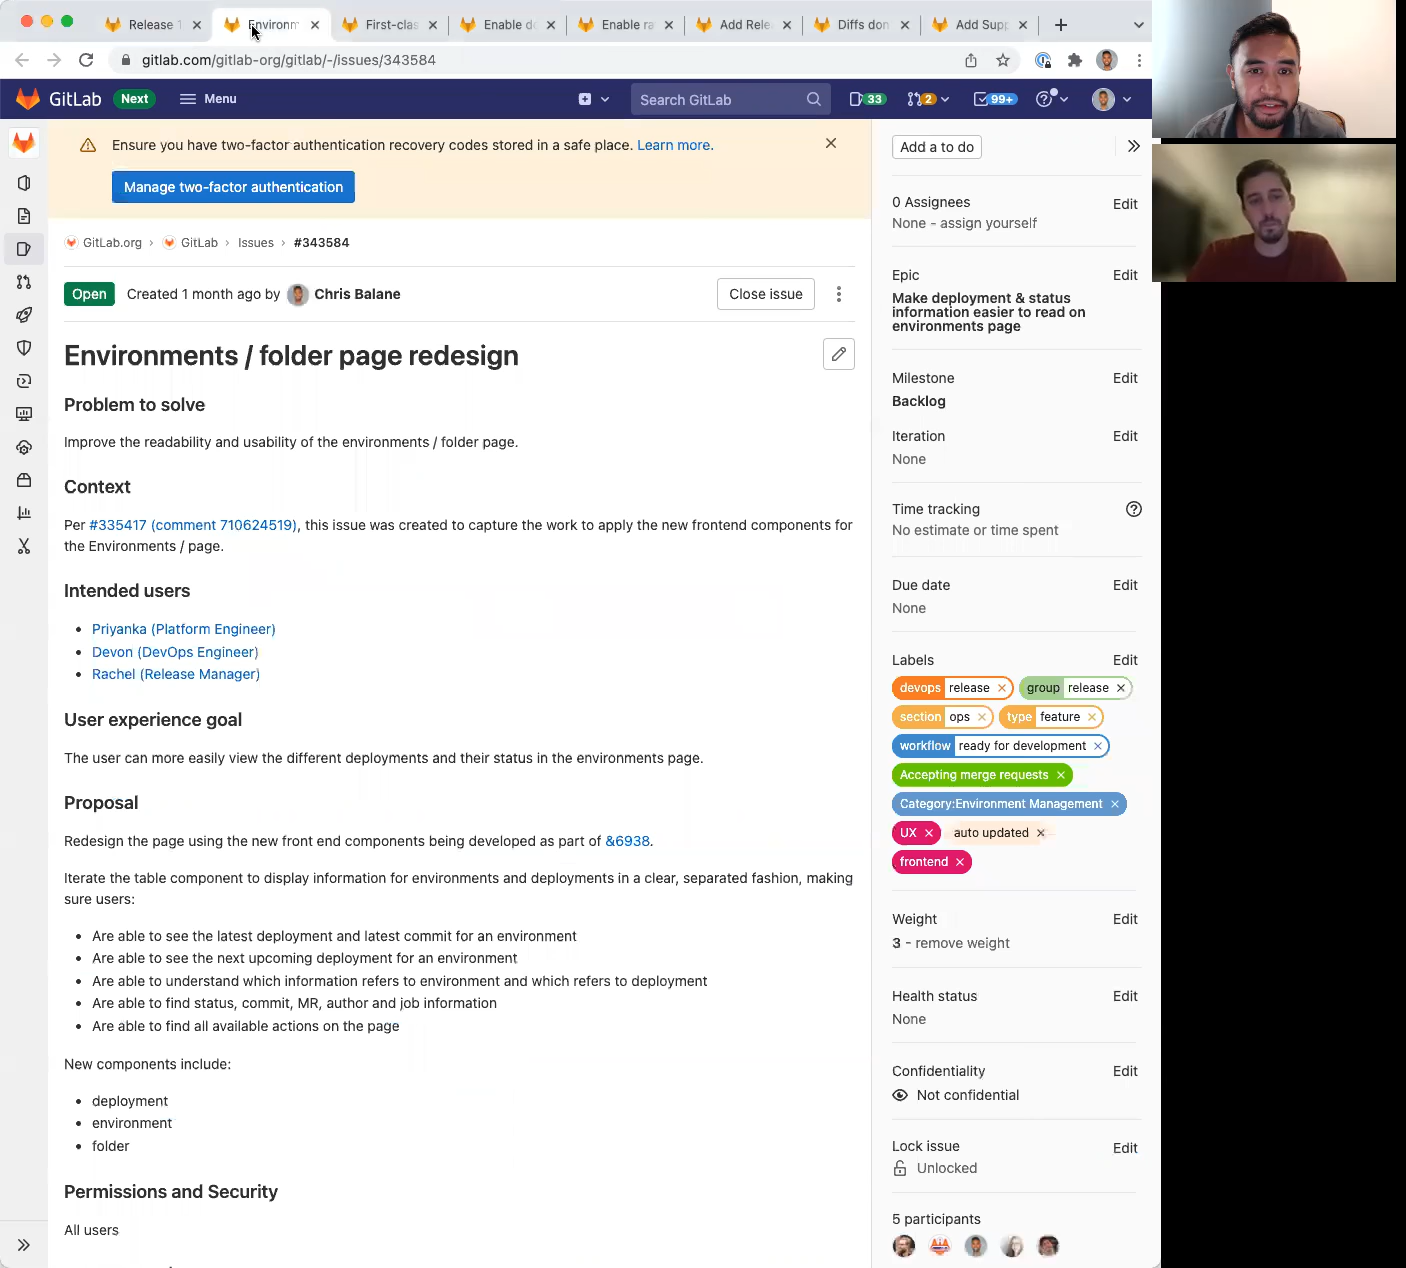 Release
Environm
First-clas
Enable d
Enable ra
Add Rele
Diffs don
Add Supp
gitlab.com/gitlab-org/gitlab/-/issues/343584
GitLab Next Menu Search GitLab 33 2 99+
Ensure you have two-factor authentication recovery codes stored in a safe place. Learn more.
Manage two-factor authentication
GitLab.org › GitLab › Issues › #343584
Open Created 1 month ago by Chris Balane Close issue
Environments / folder page redesign
Problem to solve
Improve the readability and usability of the environments / folder page.
Context
Per #335417 (comment 710624519), this issue was created to capture the work to apply the new frontend components for
the Environments / page.
Intended users
Priyanka (Platform Engineer)
Devon (DevOps Engineer)
Rachel (Release Manager)
User experience goal
The user can more easily view the different deployments and their status in the environments page.
Proposal
Redesign the page using the new front end components being developed as part of &6938.
Iterate the table component to display information for environments and deployments in a clear, separated fashion, making
sure users:
Are able to see the latest deployment and latest commit for an environment
Are able to see the next upcoming deployment for an environment
Are able to understand which information refers to environment and which refers to deployment
Are able to find status, commit, MR, author and job information
Are able to find all available actions on the page
New components include:
deployment
environment
folder
Permissions and Security
All users
Add a to do
0 Assignees Edit
None - assign yourself
Epic Edit
Make deployment & status
information easier to read on
environments page
Milestone Edit
Backlog
Iteration Edit
None
Time tracking
No estimate or time spent
Due date Edit
None
Labels Edit
devops release × group release ×
section ops × type feature ×
workflow ready for development ×
Accepting merge requests ×
Category:Environment Management ×
UX × auto updated ×
frontend ×
Weight Edit
3 - remove weight
Health status Edit
None
Confidentiality Edit
Not confidential
Lock issue Edit
Unlocked
5 participants